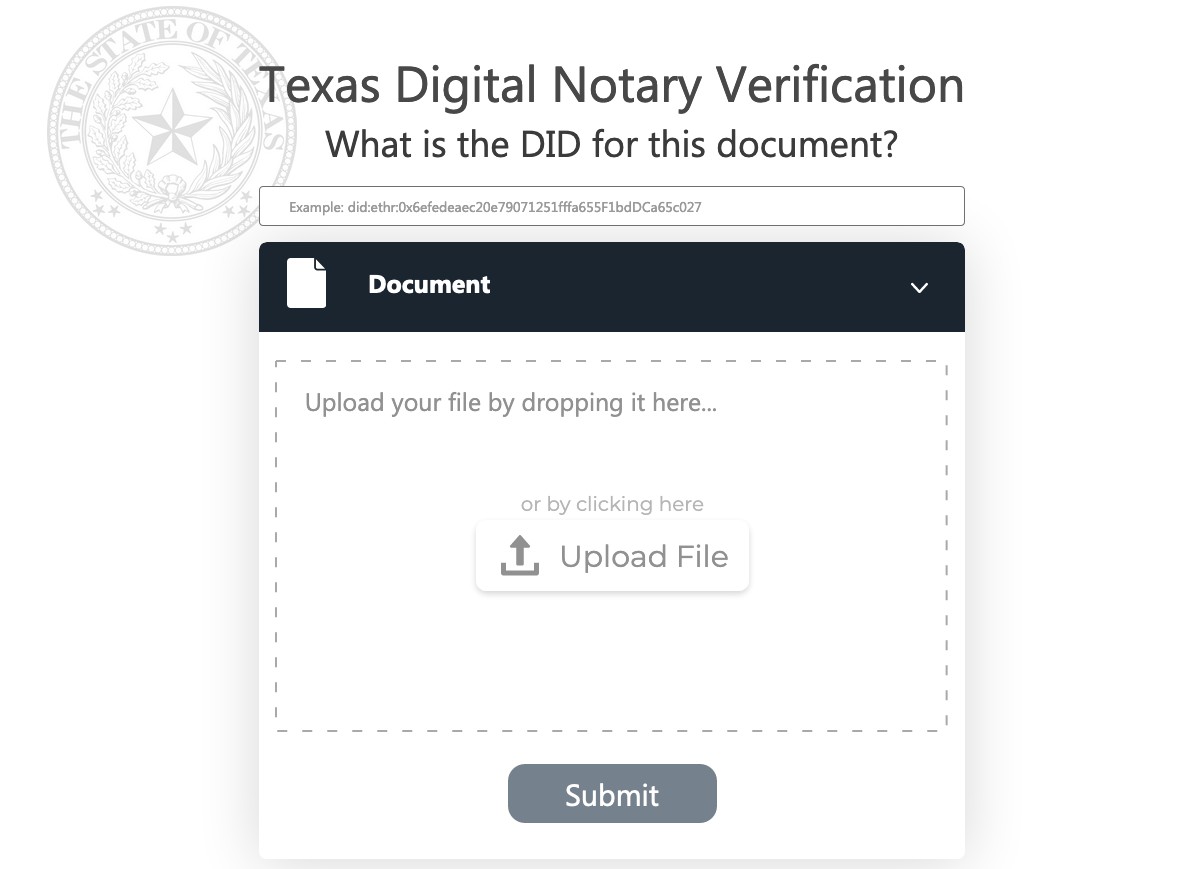 THE STATE OF TEXAS
Texas Digital Notary Verification
What is the DID for this document?
Example: did:ethr:0x6efedeaec20e79071251fffa655F1bdDCa65c027
Document
Upload your file by dropping it here...
or by clicking here
Upload File
Submit